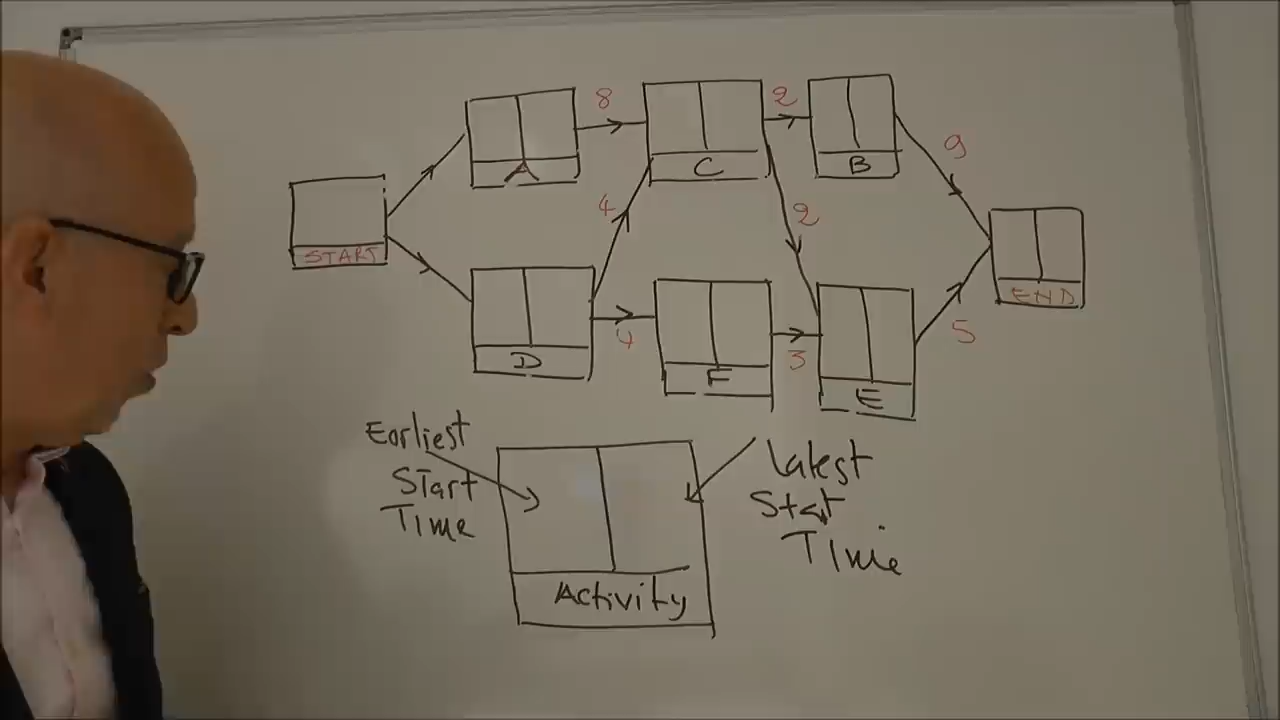 8
2
A
C
B
9
START
4
2
END
4
3
5
D
F
E
Earliest
Start
Time
Latest
Start
Time
Activity